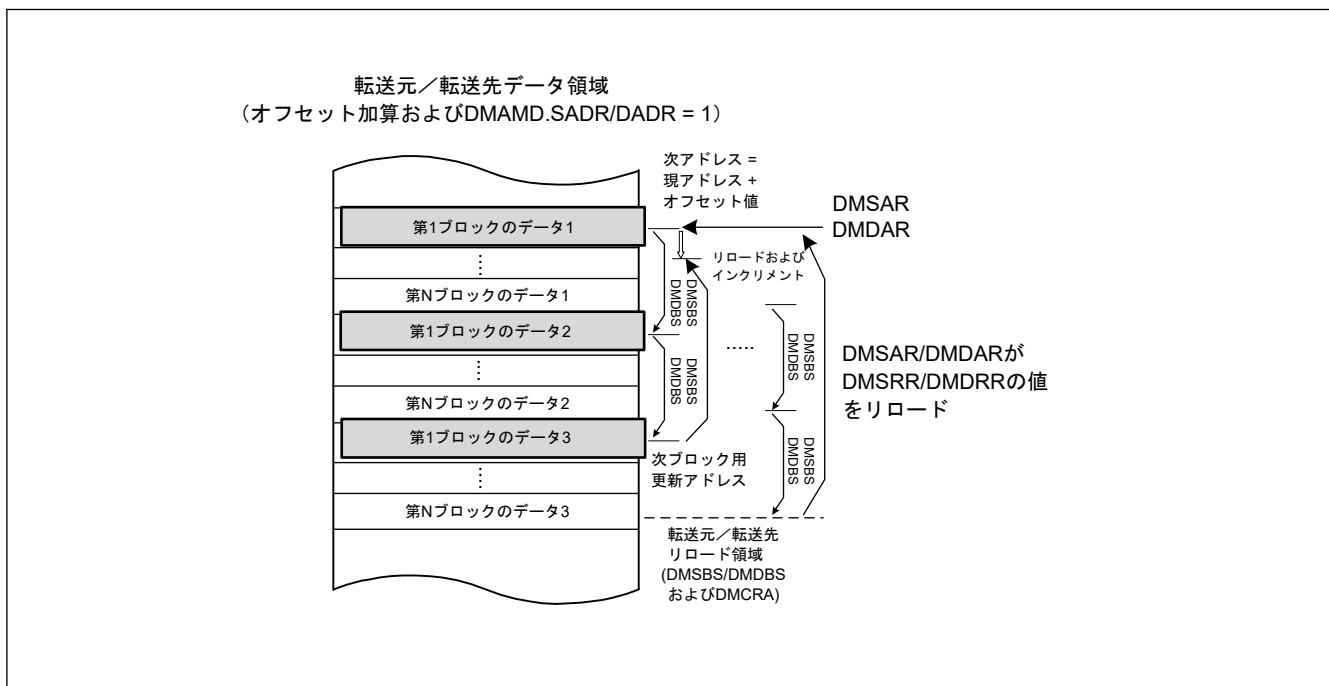 転送元／転送先データ領域
（オフセット加算およびDMAMD.SADR/DADR = 1）
次アドレス =
現アドレス +
オフセット値
DMSAR
DMDAR
第1ブロックのデータ1
リロードおよび
インクリメント
⋮
第Nブロックのデータ1
DMSBS
DMDBS
第1ブロックのデータ2
.....
DMSBS
DMDBS
DMSAR/DMDARが
DMSRR/DMDRRの値
をリロード
⋮
DMSBS
DMDBS
第Nブロックのデータ2
第1ブロックのデータ3
DMSBS
DMDBS
次ブロック用
更新アドレス
⋮
第Nブロックのデータ3
転送元／転送先
リロード領域
(DMSBS/DMDBS
およびDMCRA)